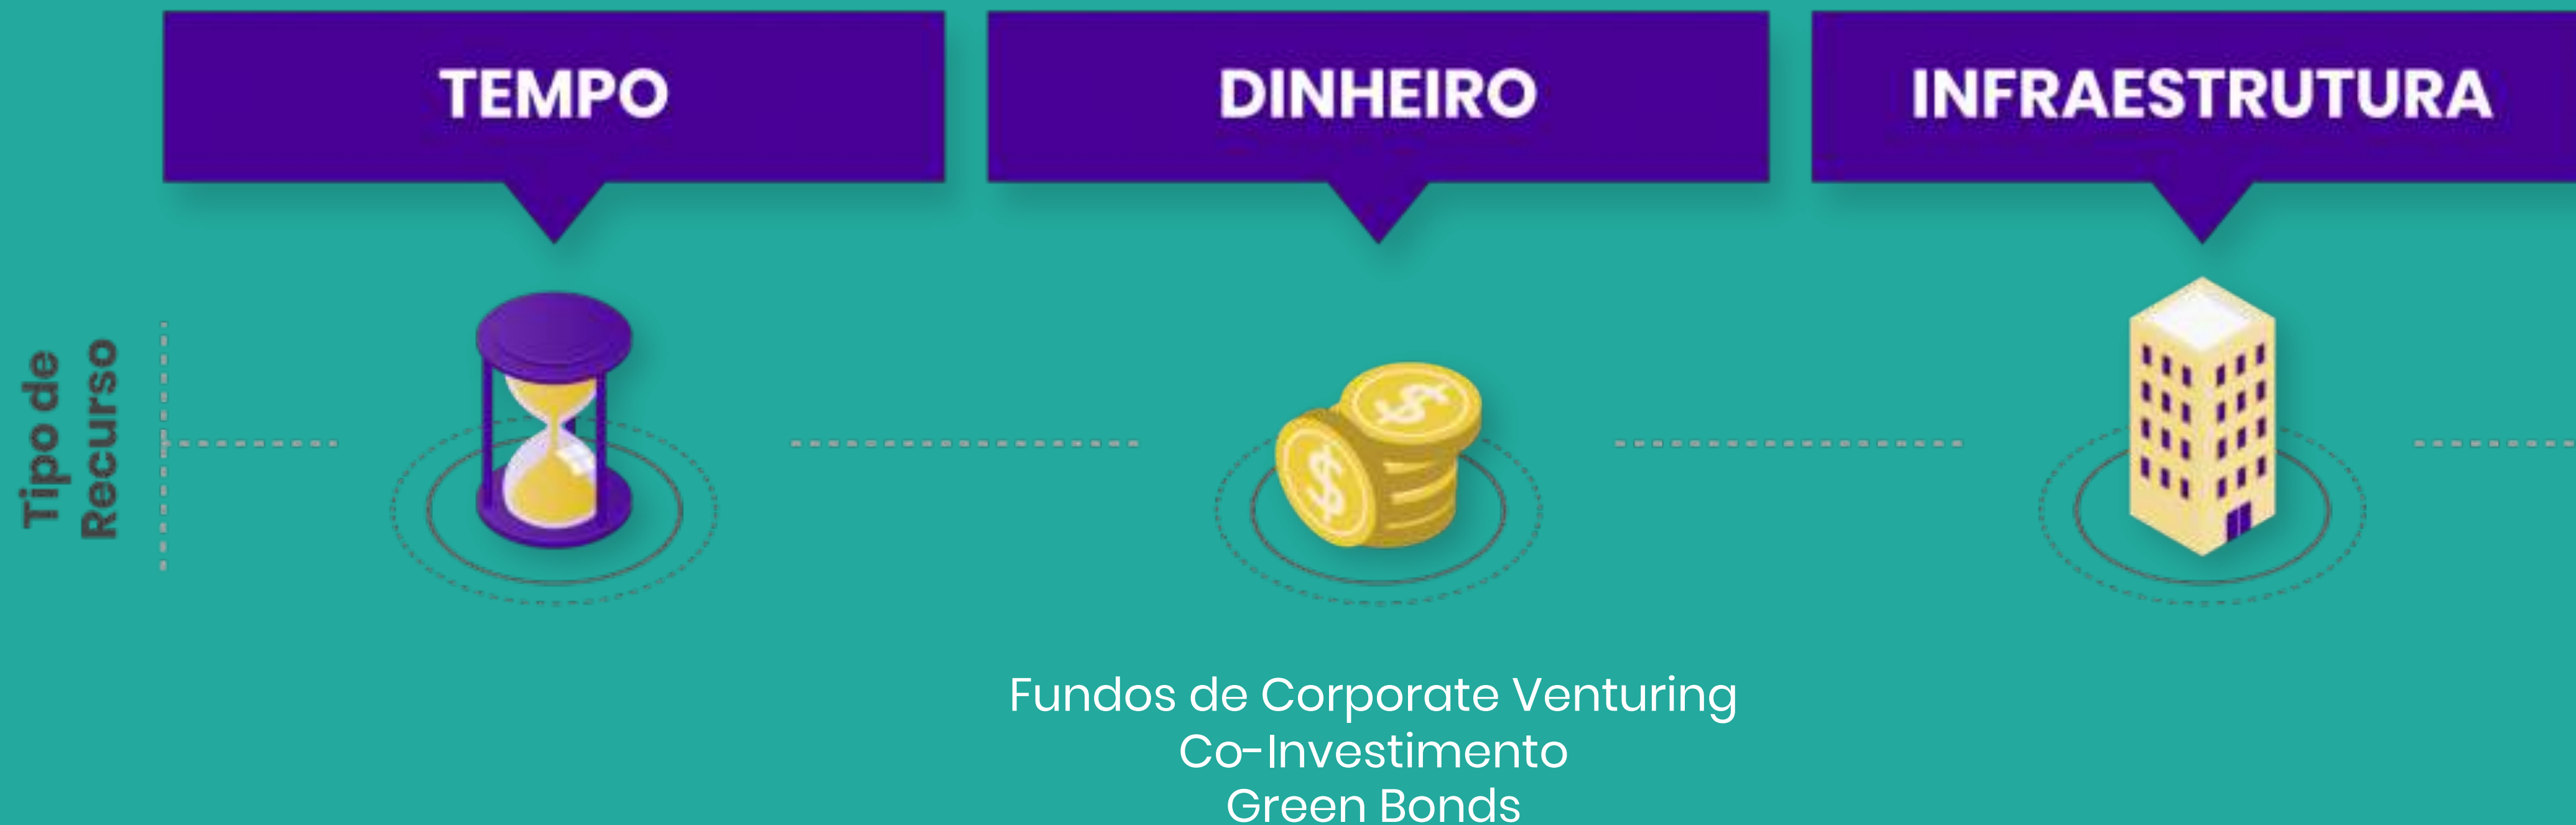 TEMPO
DINHEIRO
INFRAESTRUTURA
Tipo de
Recurso
Fundos de Corporate Venturing
Co-Investimento
Green Bonds